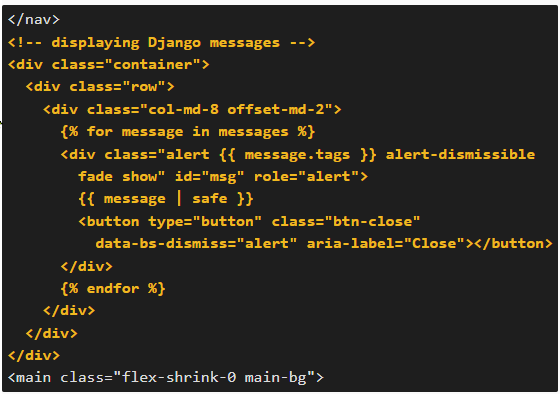 </nav>
<!-- displaying Django messages -->
<div class="container">
  <div class="row">
    <div class="col-md-8 offset-md-2">
      {% for message in messages %}
      <div class="alert {{ message.tags }} alert-dismissible
        fade show" id="msg" role="alert">
        {{ message | safe }}
        <button type="button" class="btn-close"
          data-bs-dismiss="alert" aria-label="Close"></button>
      </div>
      {% endfor %}
    </div>
  </div>
</div>
<main class="flex-shrink-0 main-bg">